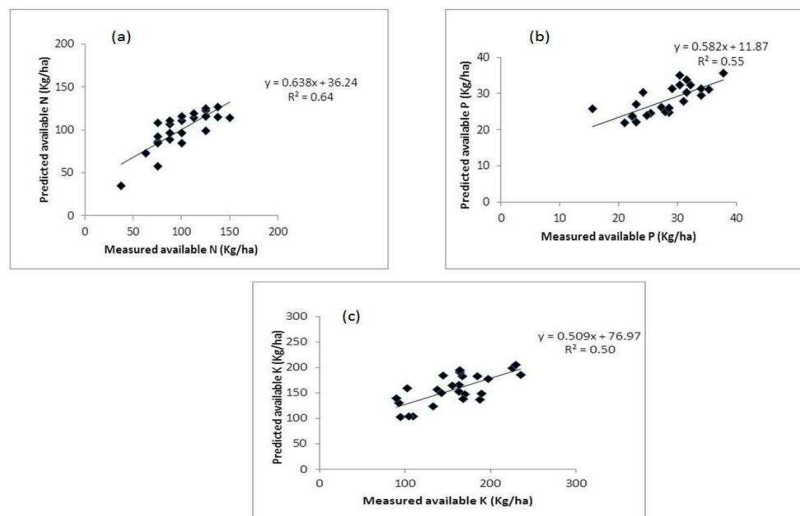 (a)
y = 0.638x + 36.24
R² = 0.64
Predicted available N (Kg/ha)
200
150
100
50
0
0 50 100 150 200
Measured available N (Kg/ha)
(b)
y = 0.582x + 11.87
R² = 0.55
Predicted available P (Kg/ha)
40
30
20
10
0
0 10 20 30 40
Measured available P (Kg/ha)
(c)
y = 0.509x + 76.97
R² = 0.50
Predicted available K (Kg/ha)
300
250
200
150
100
50
0
0 100 200 300
Measured available K (Kg/ha)